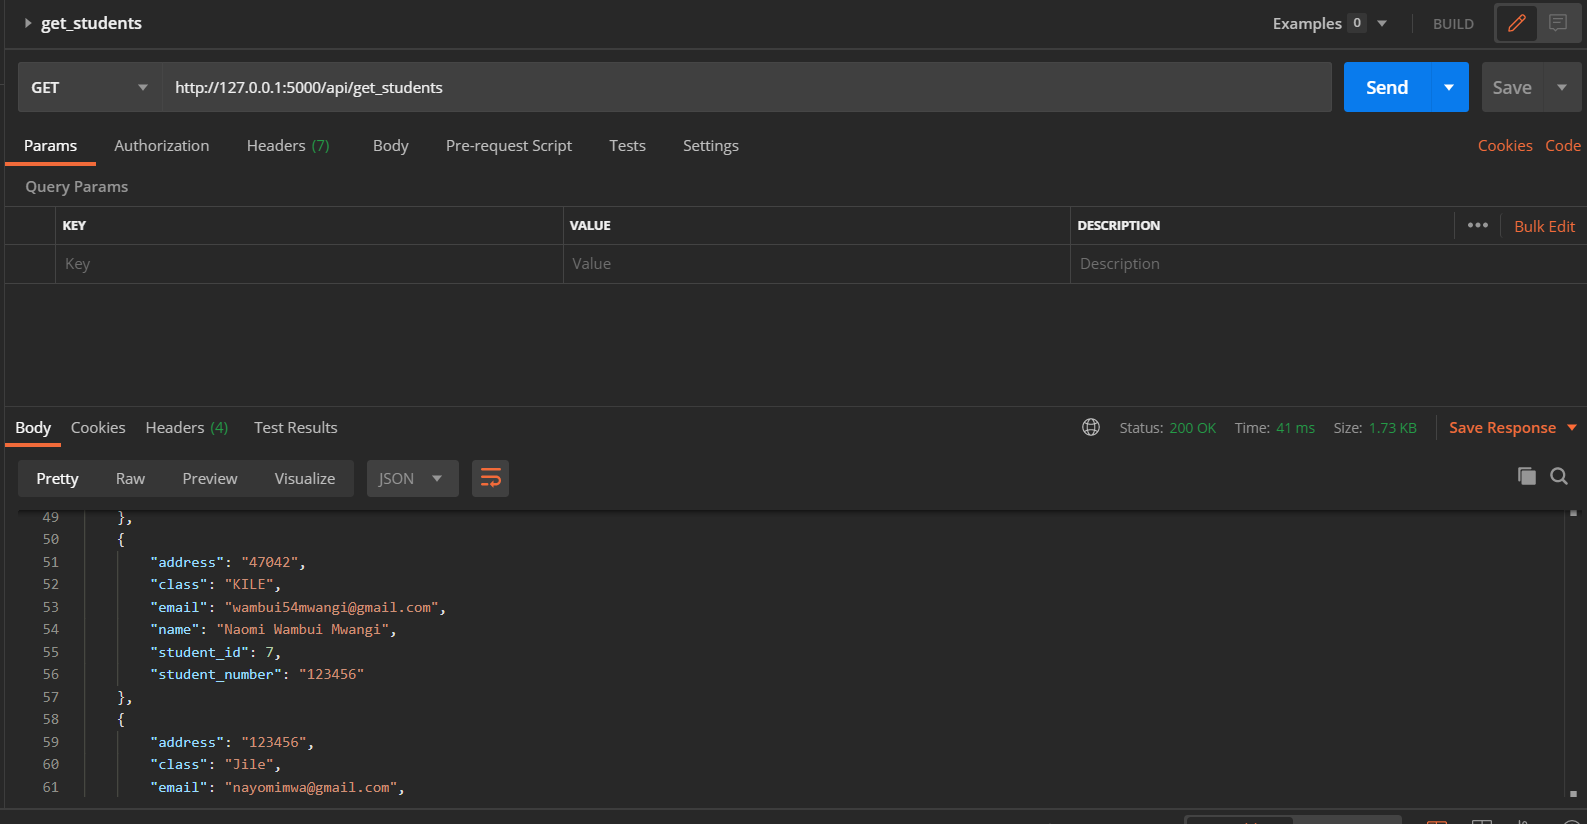 get_students
Examples 0 BUILD
GET http://127.0.0.1:5000/api/get_students Send Save
Params Authorization Headers (7) Body Pre-request Script Tests Settings Cookies Code
Query Params
KEY VALUE DESCRIPTION ••• Bulk Edit
Key Value Description
Body Cookies Headers (4) Test Results Status: 200 OK Time: 41 ms Size: 1.73 KB Save Response
Pretty Raw Preview Visualize JSON
49 },
50 {
51 "address": "47042",
52 "class": "KILE",
53 "email": "wambui54mwangi@gmail.com",
54 "name": "Naomi Wambui Mwangi",
55 "student_id": 7,
56 "student_number": "123456"
57 },
58 {
59 "address": "123456",
60 "class": "Jile",
61 "email": "nayomimwa@gmail.com",